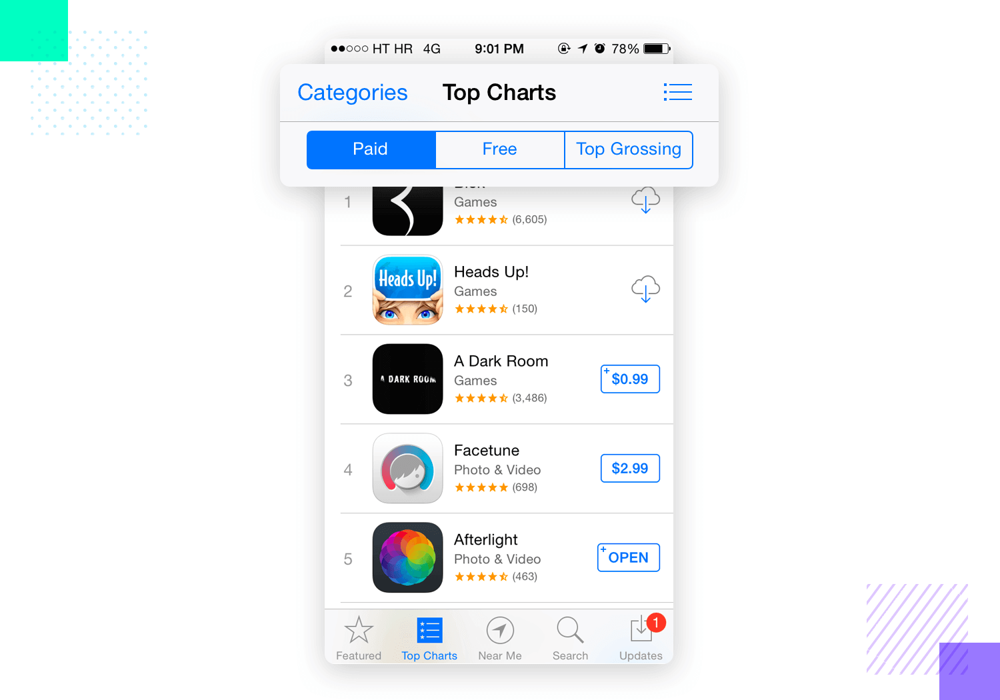 HT HR 4G 9:01 PM 78%
Categories Top Charts
Paid Free Top Grossing
1
Games
(6,605)
2
Heads Up!
Heads Up!
Games
(150)
3
A DARK ROOM
A Dark Room
Games
(3,486)
+ $0.99
4
Facetune
Photo & Video
(698)
$2.99
5
Afterlight
Photo & Video
(463)
+ OPEN
1
Featured Top Charts Near Me Search Updates